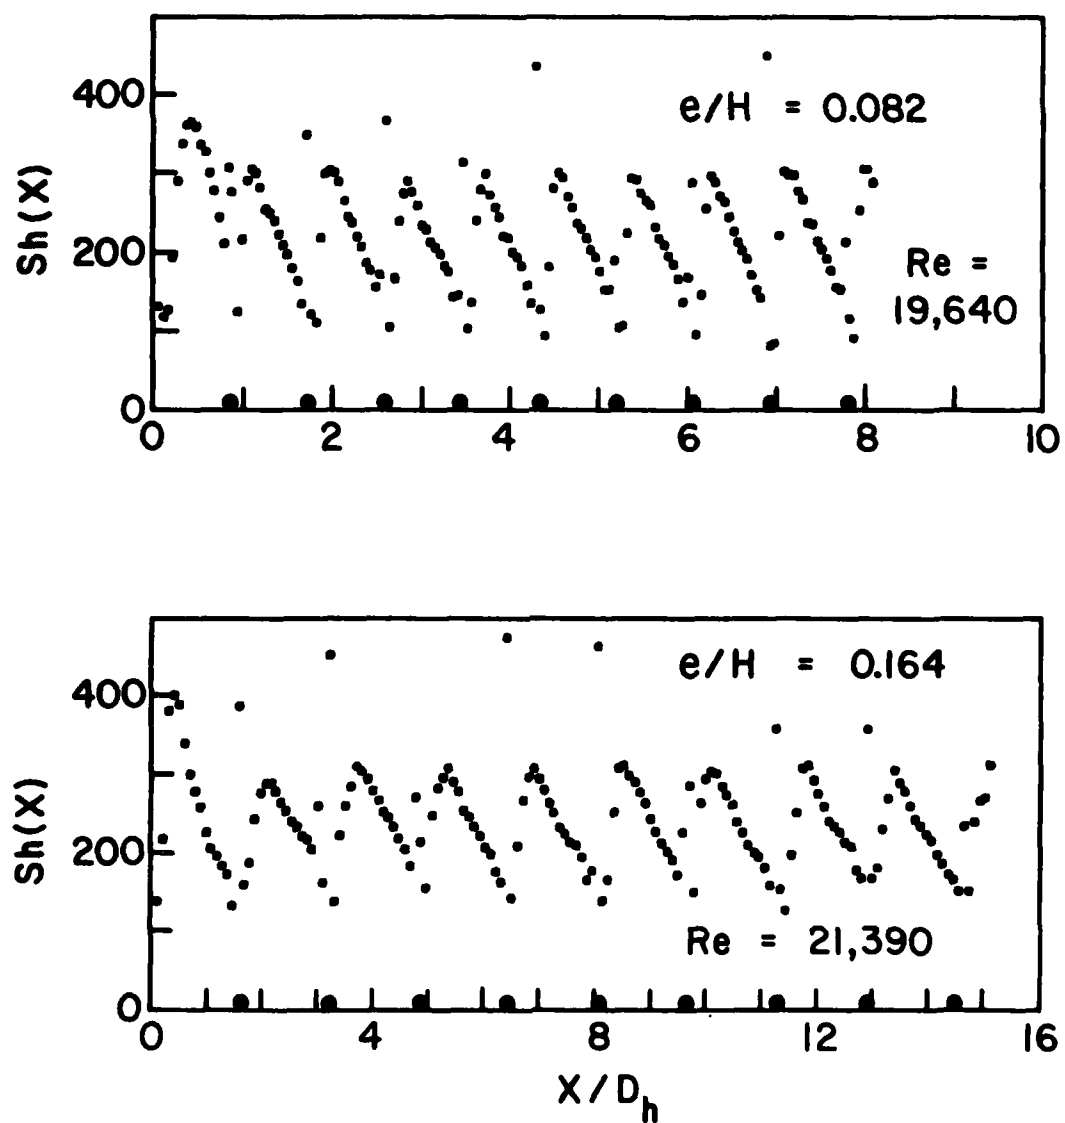 400
200
0
Sh(X)
e/H = 0.082
Re =
19,640
0 2 4 6 8 10
400
200
0
Sh(X)
e/H = 0.164
Re = 21,390
0 4 8 12 16
X/D_h